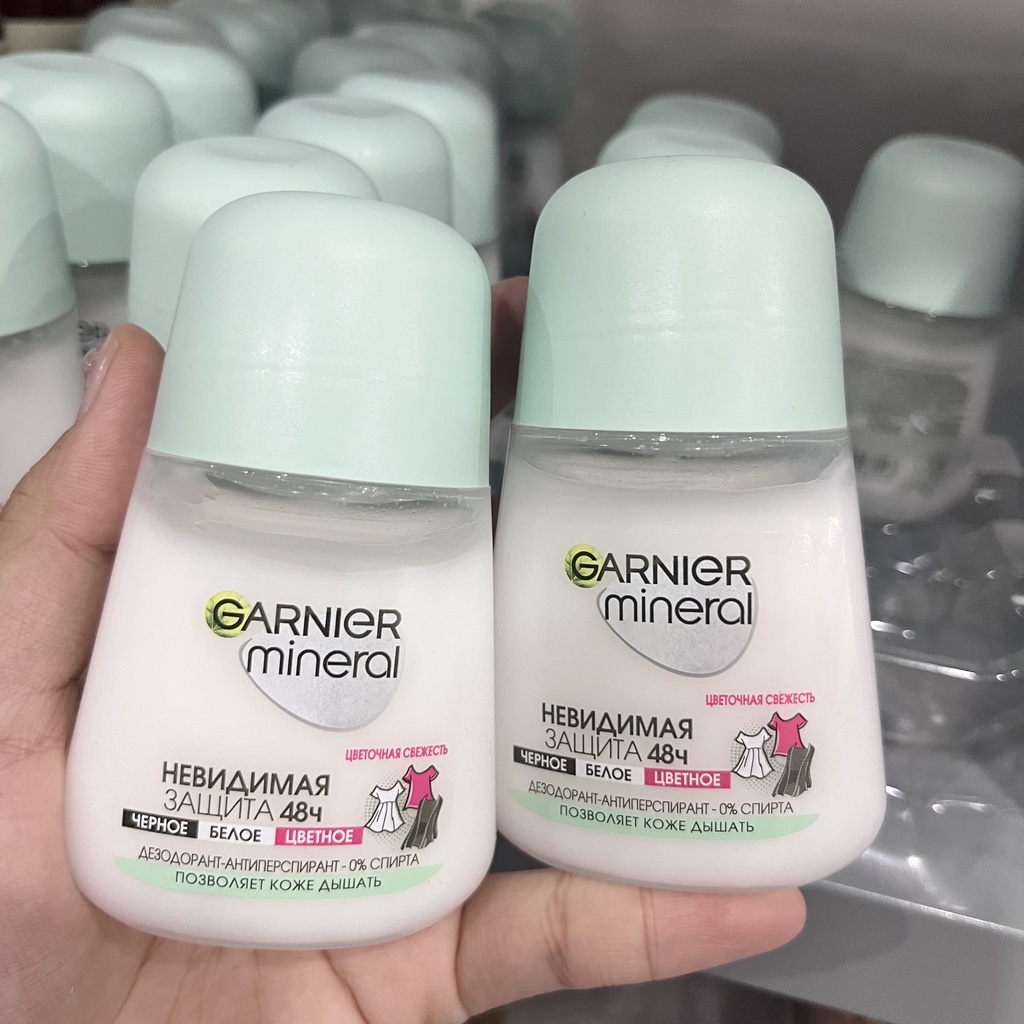 GARNIER
mineral
ЦВЕТОЧНАЯ СВЕЖЕСТЬ
НЕВИДИМАЯ
ЗАЩИТА 48ч
ЧЕРНОЕ БЕЛОЕ ЦВЕТНОЕ
ДЕЗОДОРАНТ-АНТИПЕРСПИРАНТ - 0% СПИРТА
ПОЗВОЛЯЕТ КОЖЕ ДЫШАТЬ
GARNIER
mineral
ЦВЕТОЧНАЯ СВЕЖЕСТЬ
НЕВИДИМАЯ
ЗАЩИТА 48ч
ЧЕРНОЕ БЕЛОЕ ЦВЕТНОЕ
ДЕЗОДОРАНТ-АНТИПЕРСПИРАНТ - 0% СПИРТА
ПОЗВОЛЯЕТ КОЖЕ ДЫШАТЬ